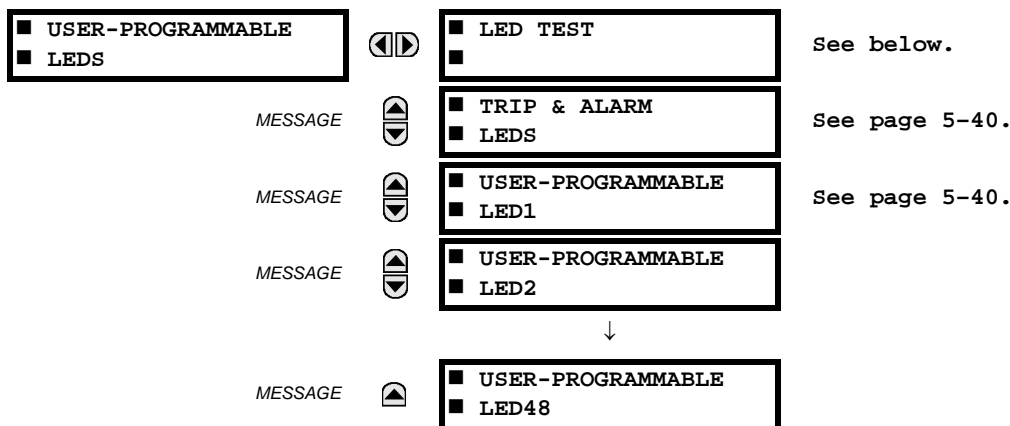 ■ USER-PROGRAMMABLE
■ LEDS
■ LED TEST
■
See below.
MESSAGE
■ TRIP & ALARM
■ LEDS
See page 5-40.
MESSAGE
■ USER-PROGRAMMABLE
■ LED1
See page 5-40.
MESSAGE
■ USER-PROGRAMMABLE
■ LED2
↓
MESSAGE
■ USER-PROGRAMMABLE
■ LED48